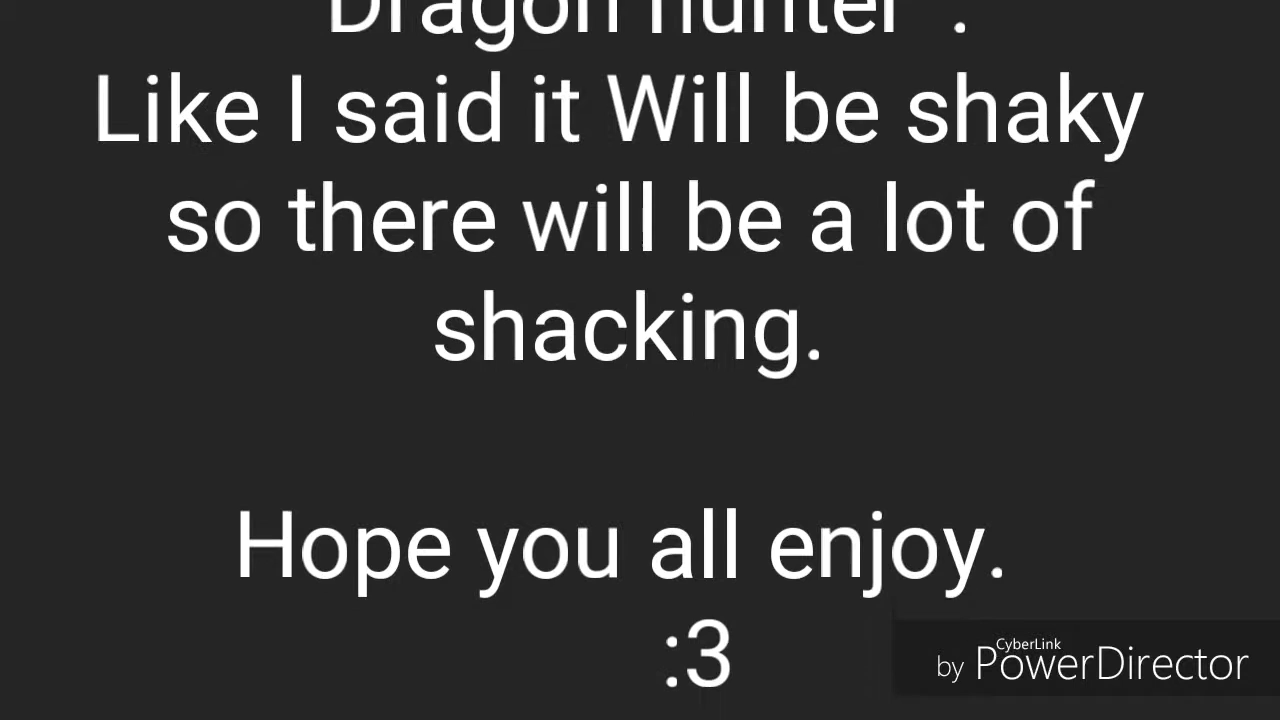 Dragon hunter .
Like I said it Will be shaky
so there will be a lot of
shacking.
Hope you all enjoy.
:3
CyberLink
by PowerDirector